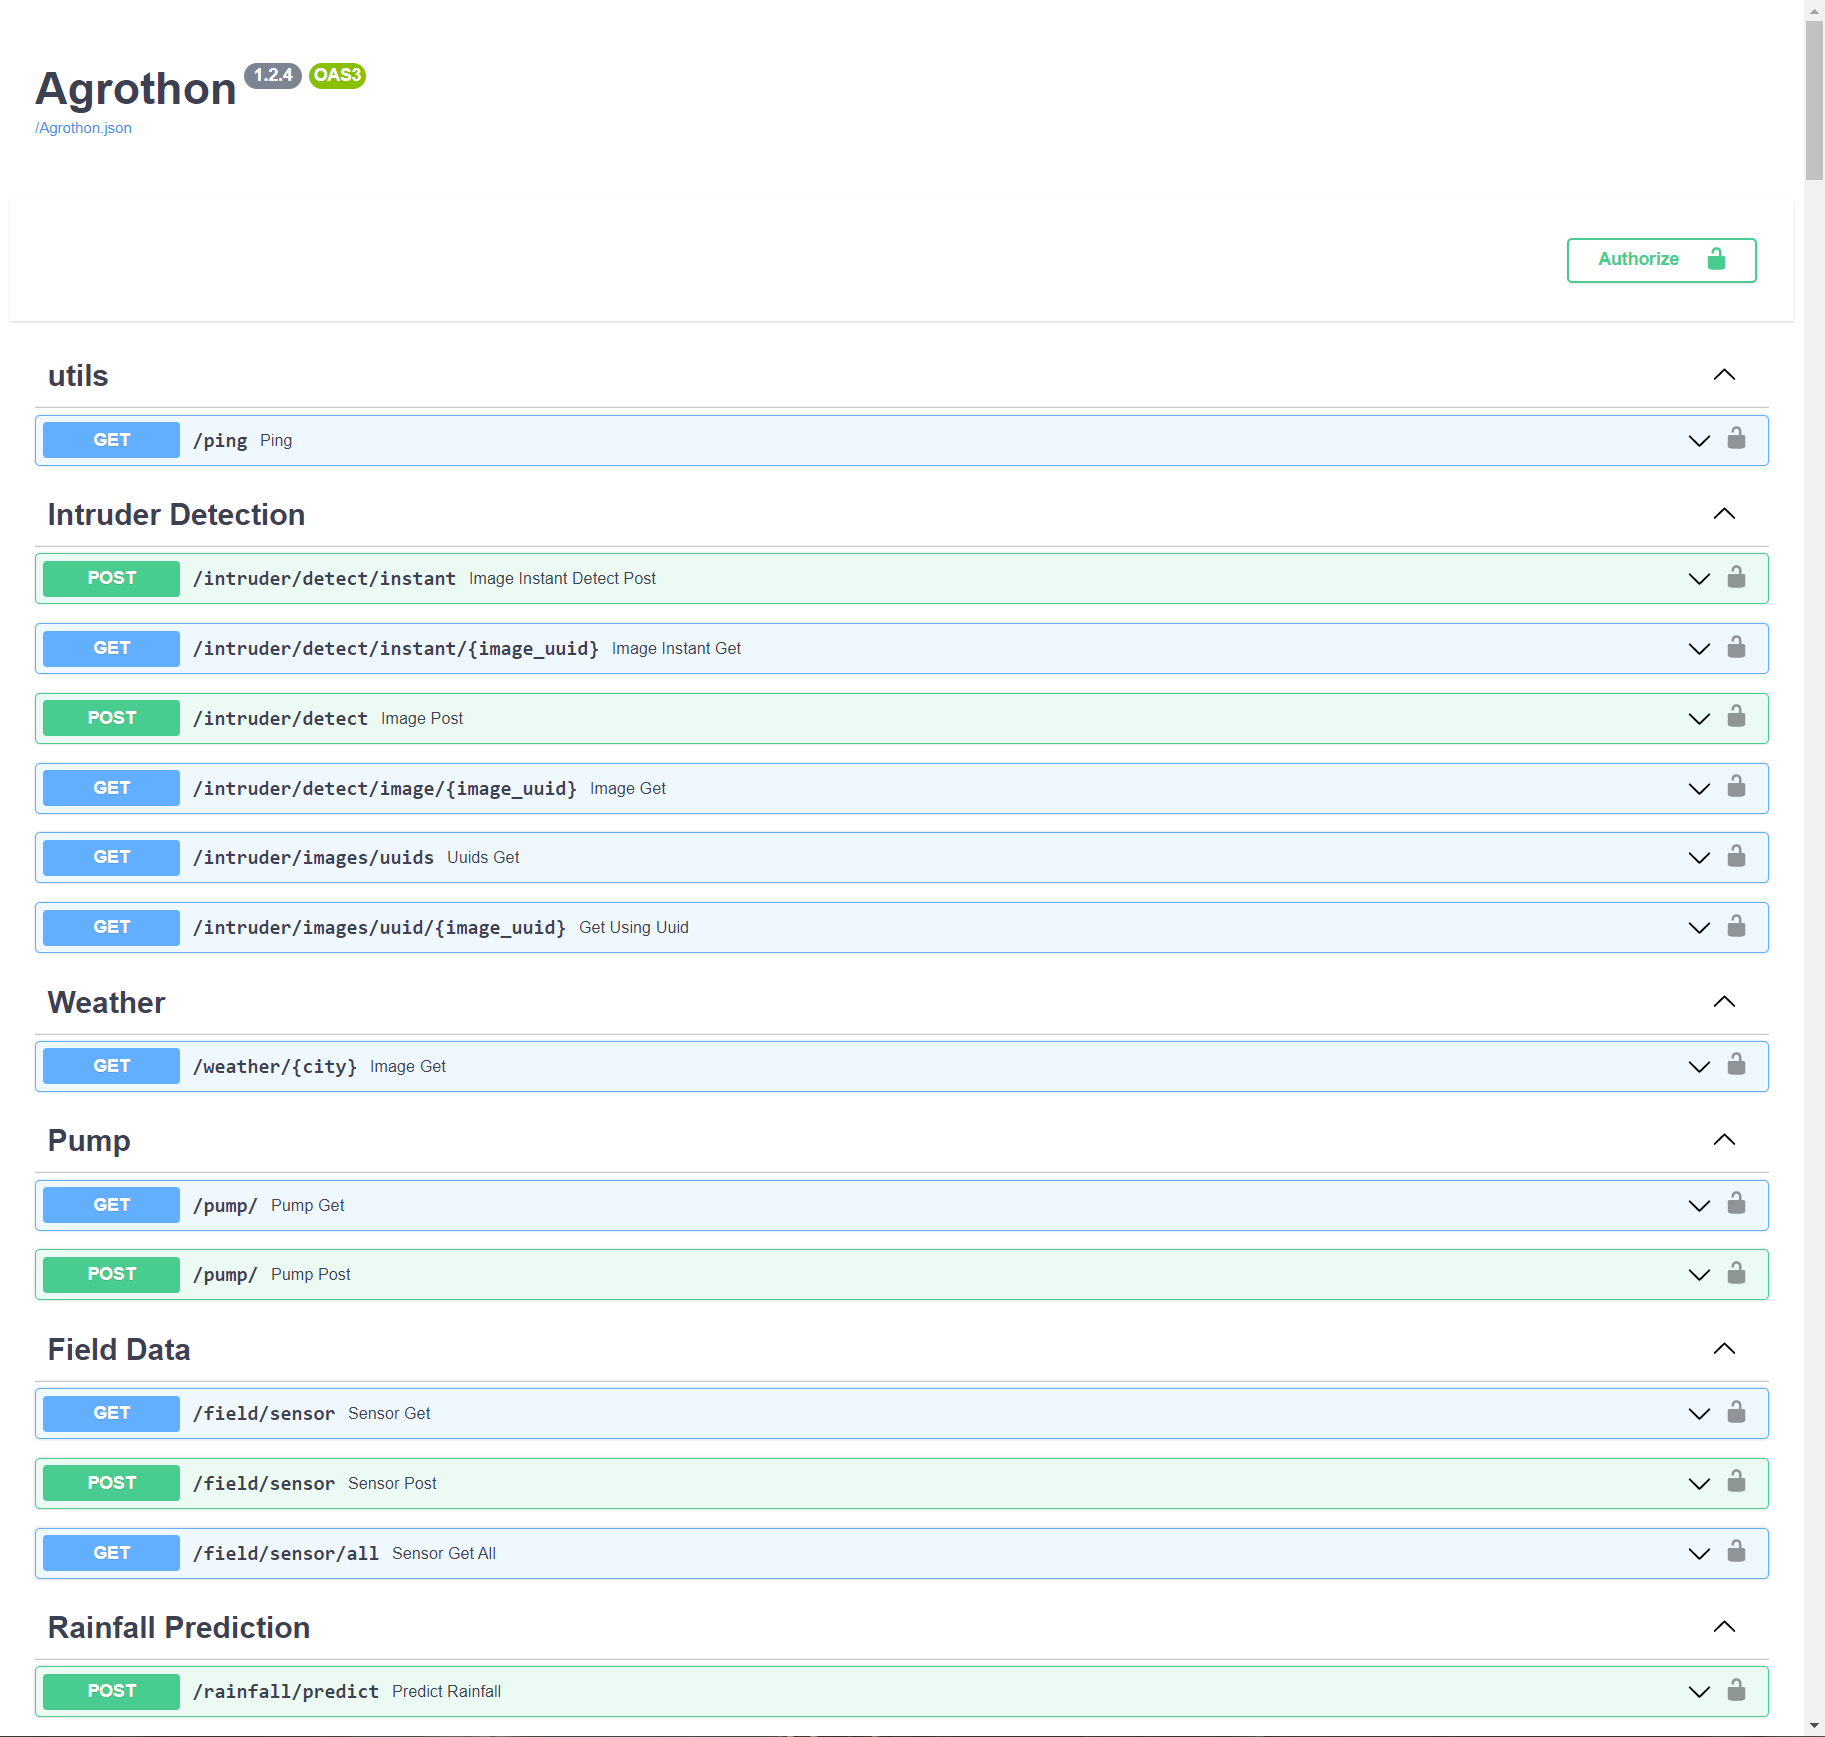 Agrothon 1.2.4 OAS3
/Agrothon.json
Authorize
utils
GET /ping Ping
Intruder Detection
POST /intruder/detect/instant Image Instant Detect Post
GET /intruder/detect/instant/{image_uuid} Image Instant Get
POST /intruder/detect Image Post
GET /intruder/detect/image/{image_uuid} Image Get
GET /intruder/images/uuids Uuids Get
GET /intruder/images/uuid/{image_uuid} Get Using Uuid
Weather
GET /weather/{city} Image Get
Pump
GET /pump/ Pump Get
POST /pump/ Pump Post
Field Data
GET /field/sensor Sensor Get
POST /field/sensor Sensor Post
GET /field/sensor/all Sensor Get All
Rainfall Prediction
POST /rainfall/predict Predict Rainfall